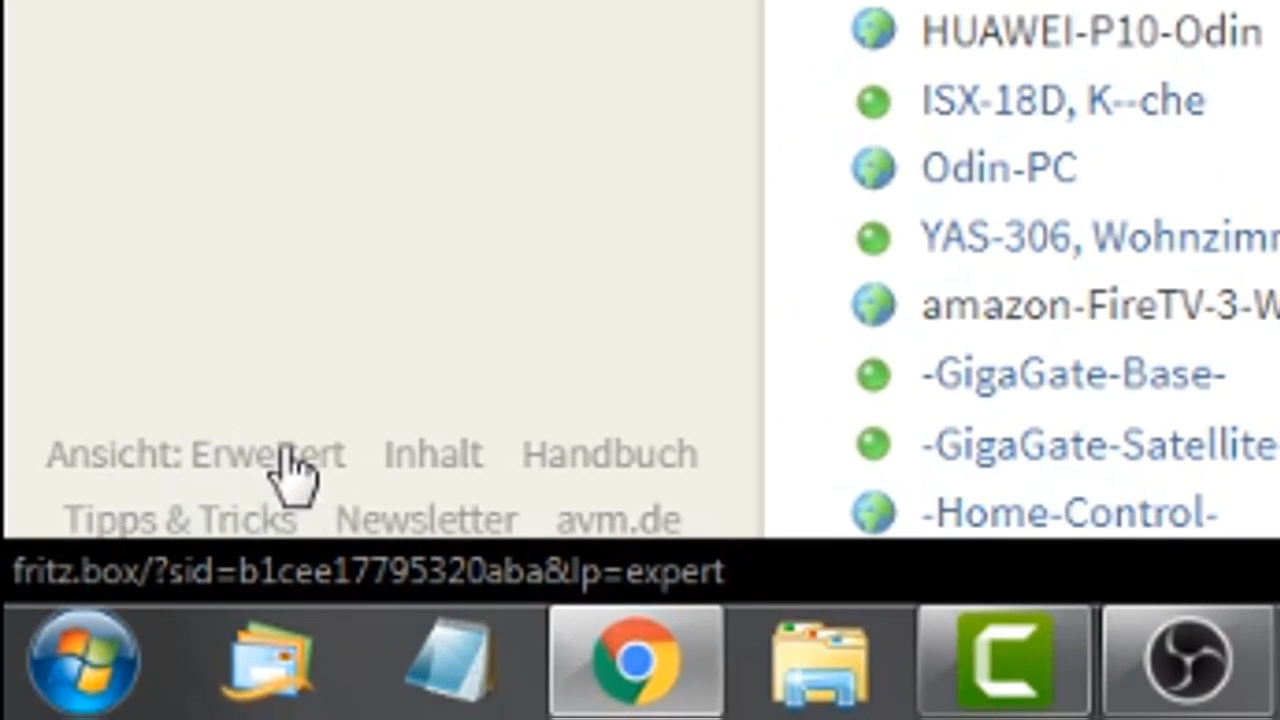 HUAWEI-P10-Odin
ISX-18D, K--che
Odin-PC
YAS-306, Wohnzimm
amazon-FireTV-3-W
-GigaGate-Base-
-GigaGate-Satellite
-Home-Control-
Ansicht: Erweitert Inhalt Handbuch
Tipps & Tricks Newsletter avm.de
fritz.box/?sid=b1cee17795320aba&lp=expert